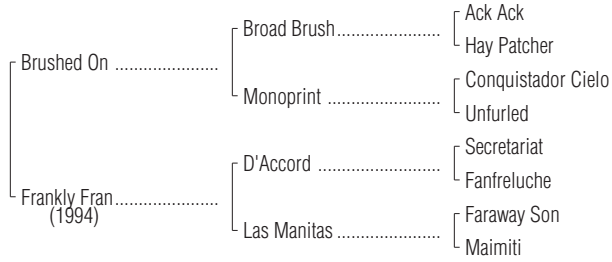 Ack Ack
Broad Brush......................
Hay Patcher
Brushed On ......................
Conquistador Cielo
Monoprint ........................
Unfurled
Secretariat
D'Accord ..........................
Fanfreluche
Frankly Fran......................
(1994)
Faraway Son
Las Manitas ......................
Maimiti